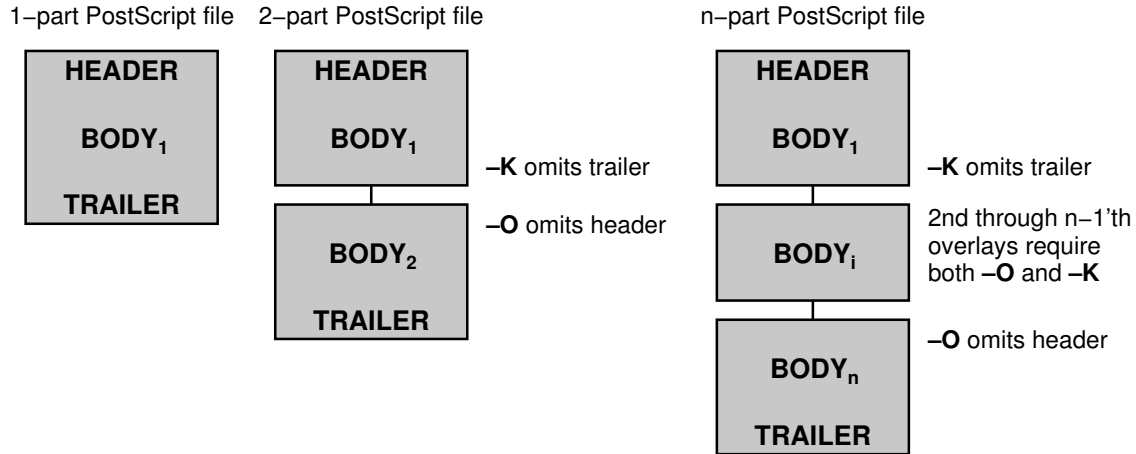 1−part PostScript file
HEADER
BODY₁
TRAILER
2−part PostScript file
HEADER
BODY₁
−K omits trailer
−O omits header
BODY₂
TRAILER
n−part PostScript file
HEADER
BODY₁
−K omits trailer
BODYᵢ
2nd through n−1'th
overlays require
both −O and −K
−O omits header
BODYₙ
TRAILER